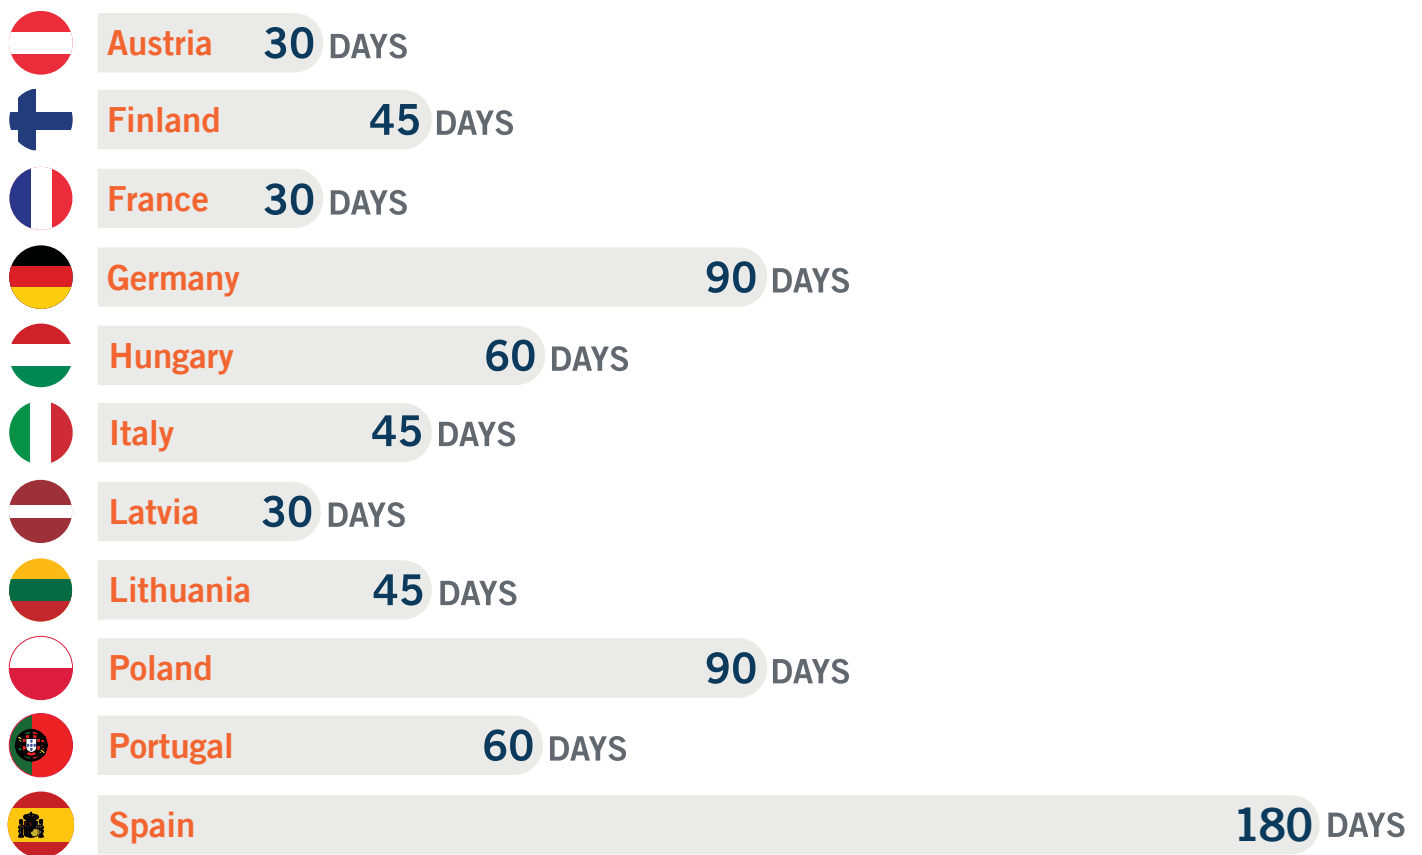 Austria 30 DAYS
Finland 45 DAYS
France 30 DAYS
Germany 90 DAYS
Hungary 60 DAYS
Italy 45 DAYS
Latvia 30 DAYS
Lithuania 45 DAYS
Poland 90 DAYS
Portugal 60 DAYS
Spain 180 DAYS